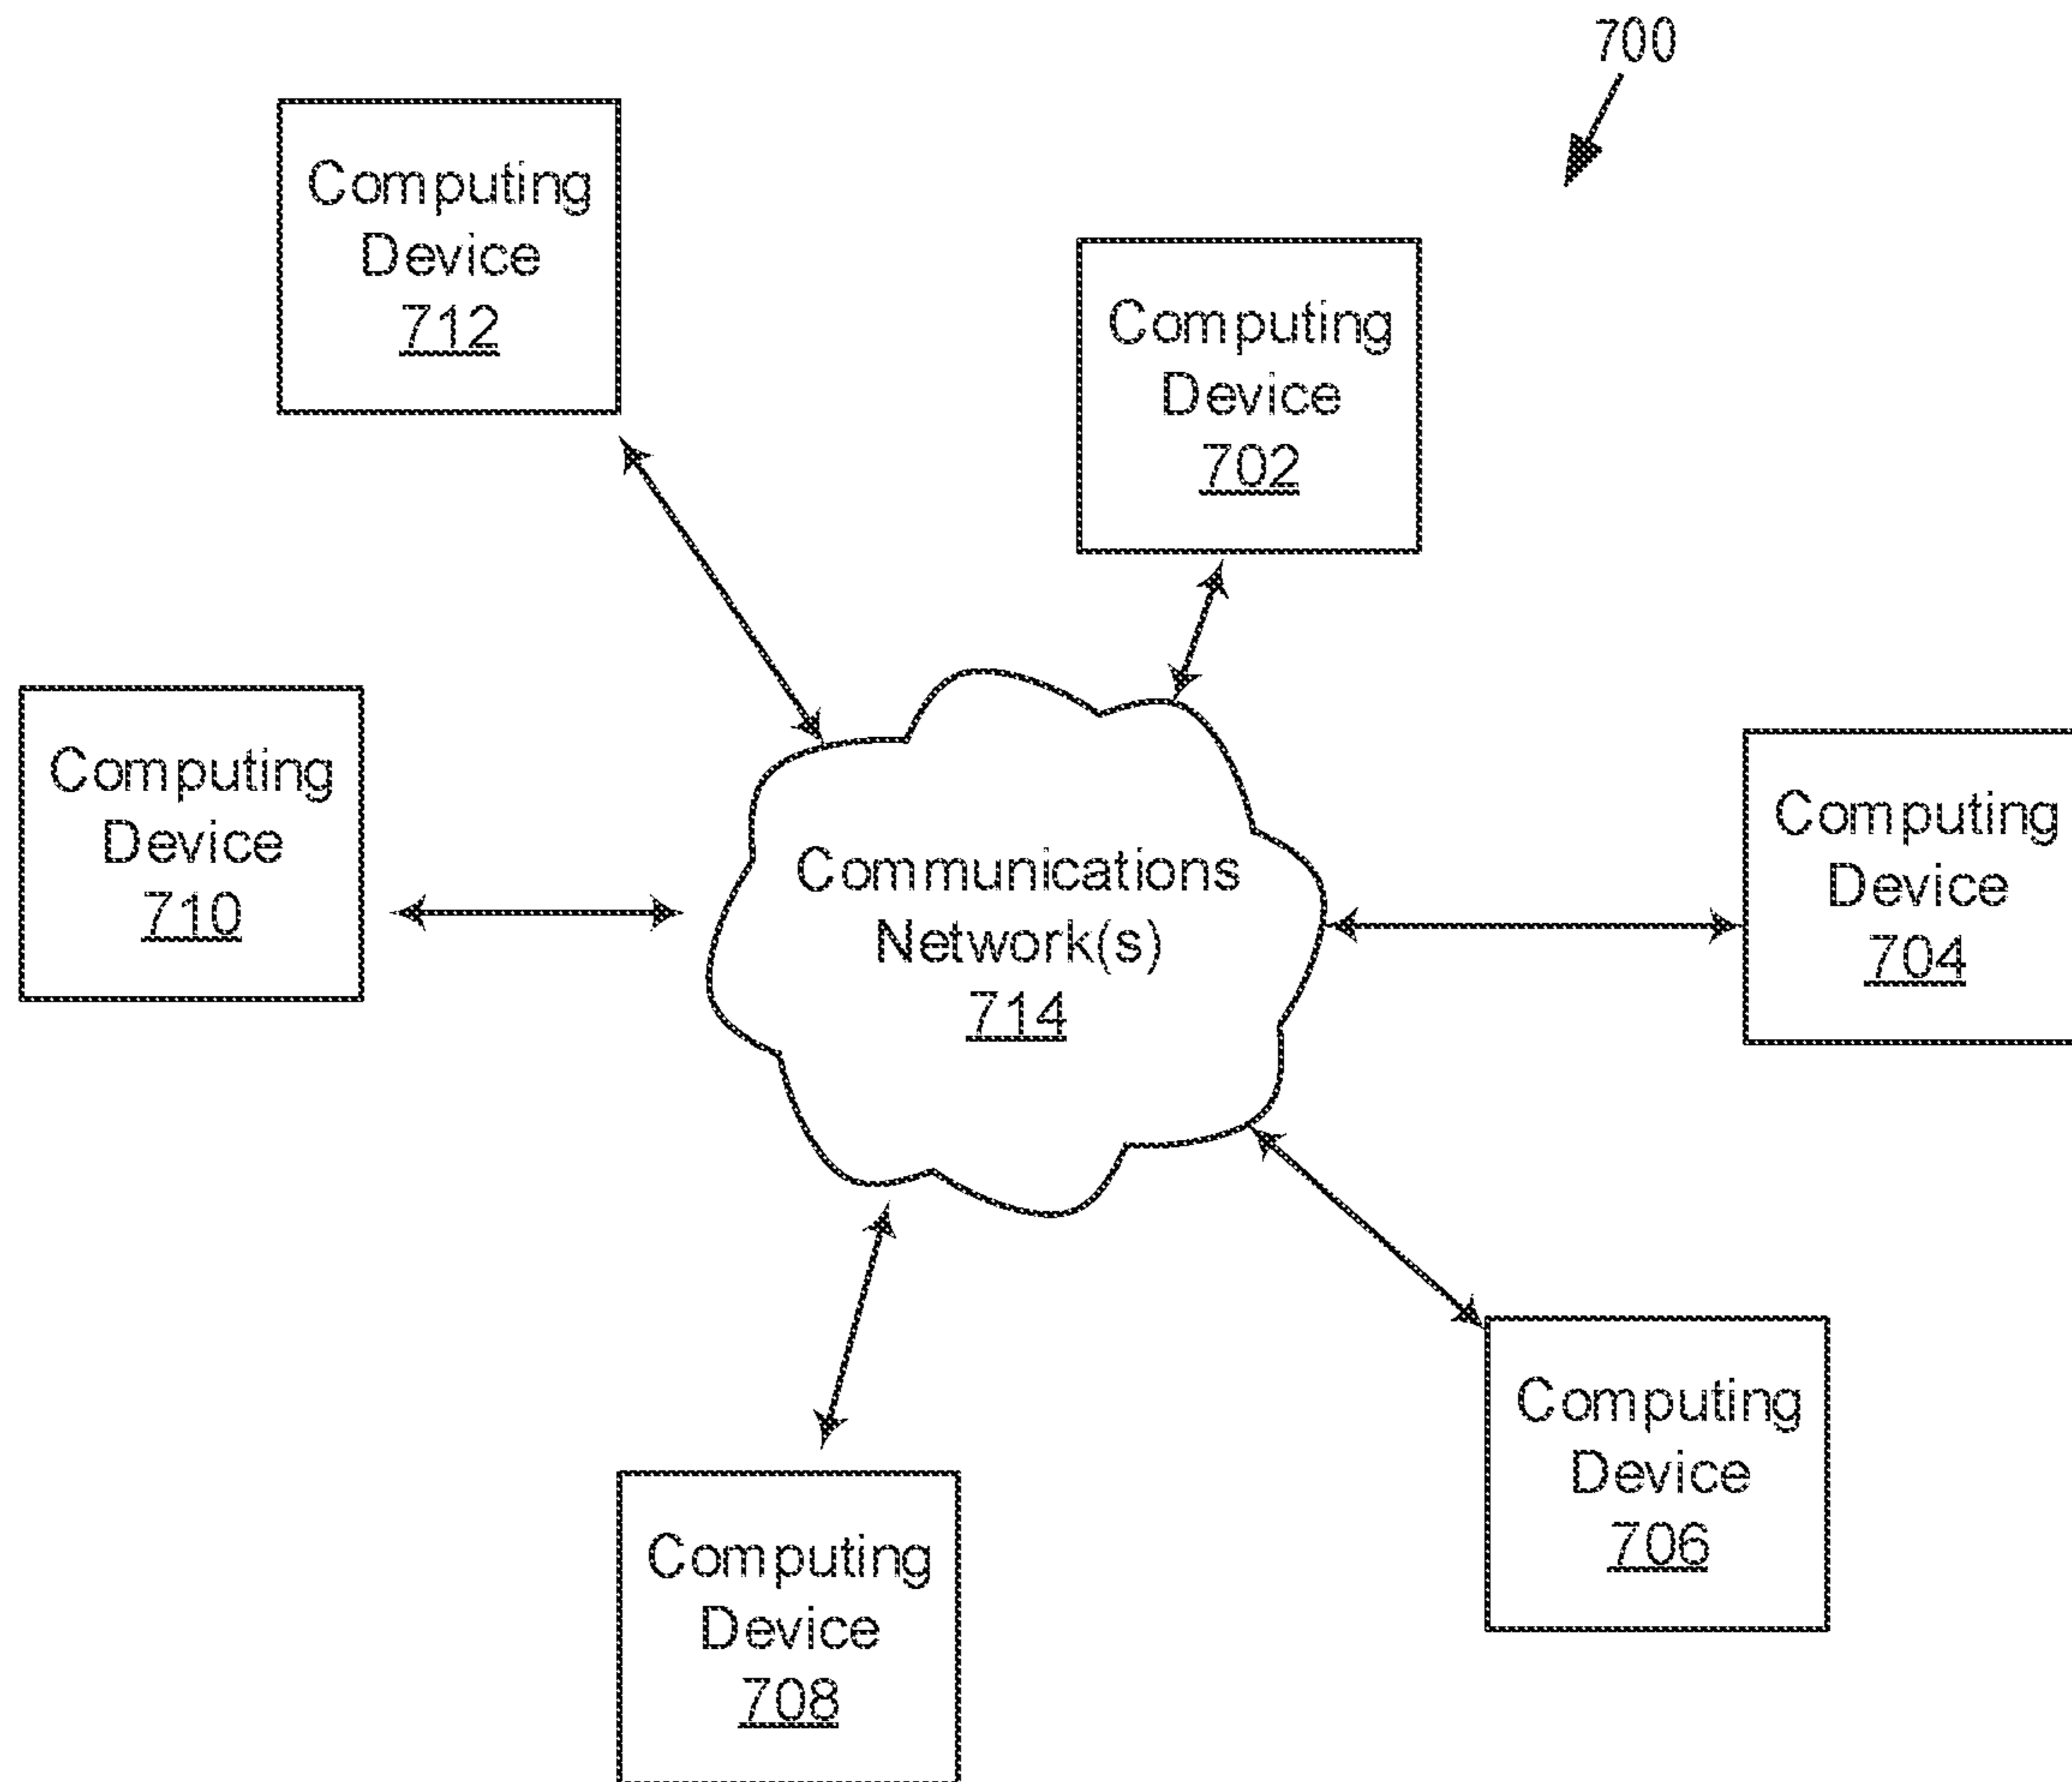 700
Computing
Device
712
Computing
Device
702
Computing
Device
710
Computing
Device
704
Communications
Network(s)
714
Computing
Device
706
Computing
Device
708